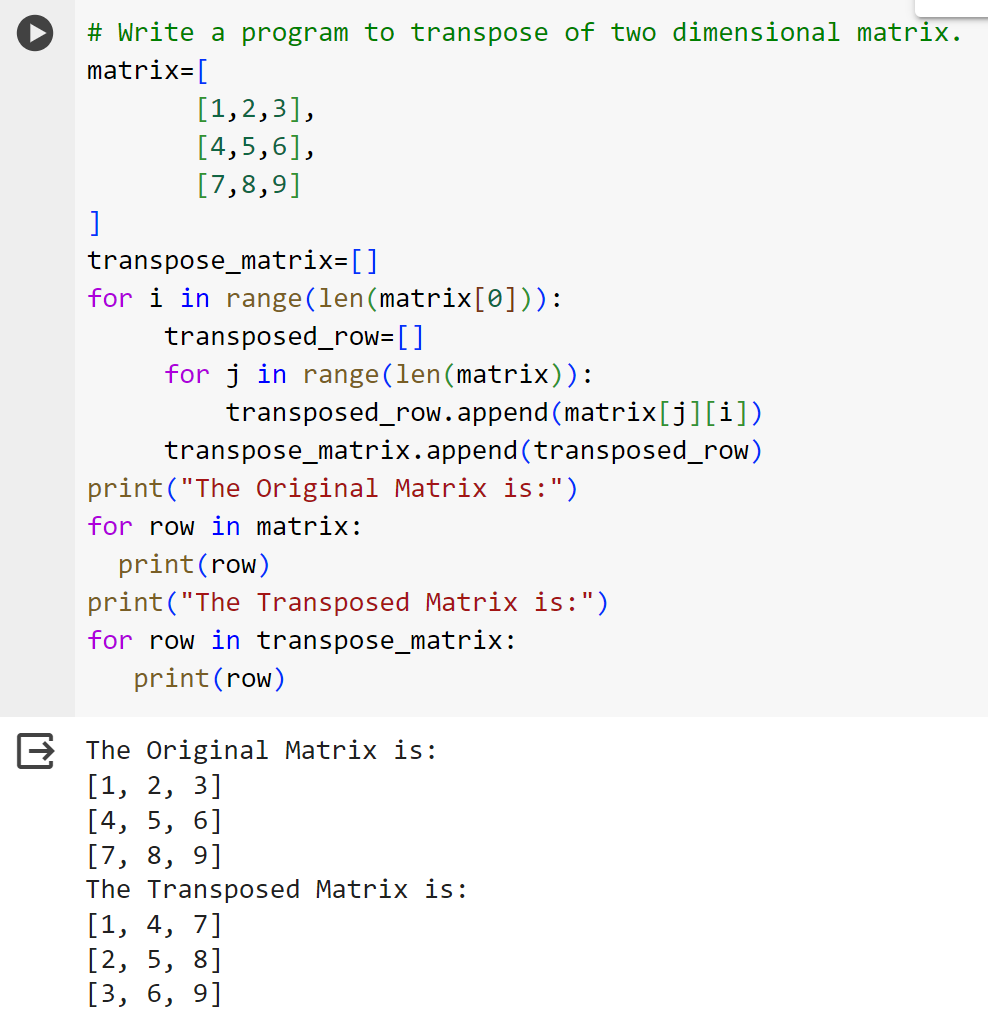 # Write a program to transpose of two dimensional matrix.
matrix=[
       [1,2,3],
       [4,5,6],
       [7,8,9]
]
transpose_matrix=[]
for i in range(len(matrix[0])):
     transposed_row=[]
     for j in range(len(matrix)):
         transposed_row.append(matrix[j][i])
     transpose_matrix.append(transposed_row)
print("The Original Matrix is:")
for row in matrix:
  print(row)
print("The Transposed Matrix is:")
for row in transpose_matrix:
   print(row)
The Original Matrix is:
[1, 2, 3]
[4, 5, 6]
[7, 8, 9]
The Transposed Matrix is:
[1, 4, 7]
[2, 5, 8]
[3, 6, 9]